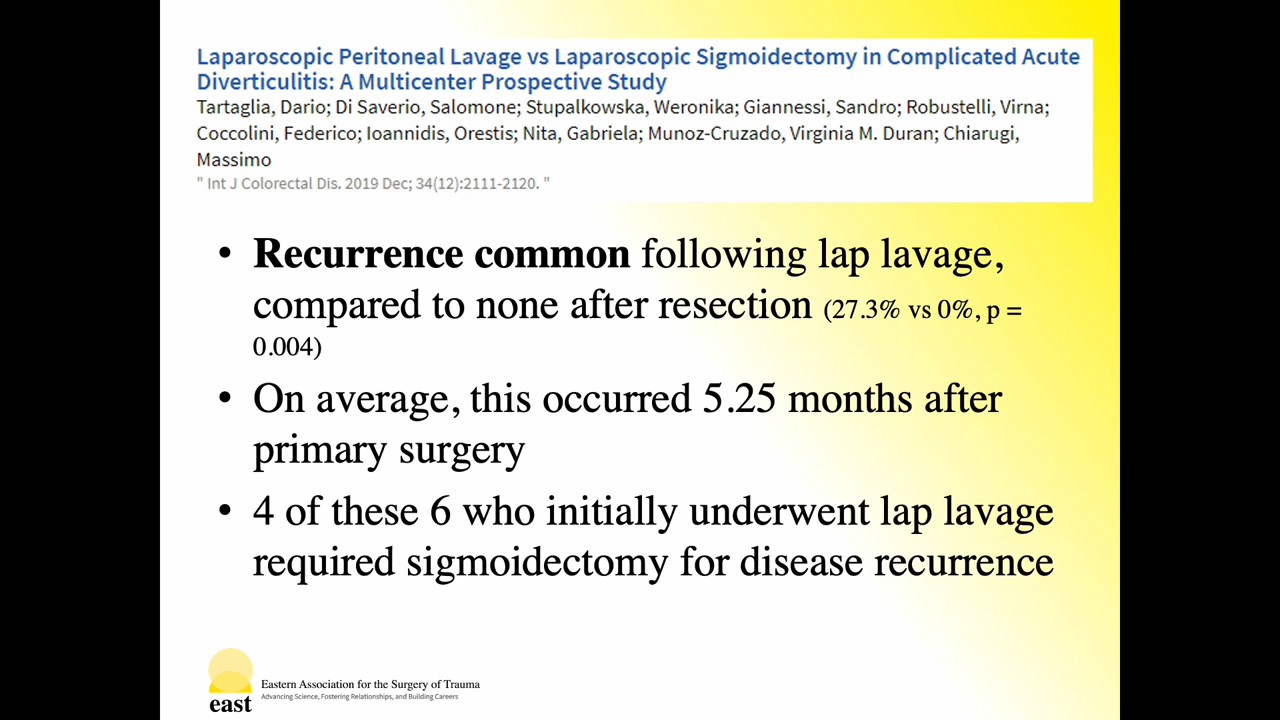 Laparoscopic Peritoneal Lavage vs Laparoscopic Sigmoidectomy in Complicated Acute
Diverticulitis: A Multicenter Prospective Study
Tartaglia, Dario; Di Saverio, Salomone; Stupalkowska, Weronika; Giannessi, Sandro; Robustelli, Virna;
Coccolini, Federico; Ioannidis, Orestis; Nita, Gabriela; Munoz-Cruzado, Virginia M. Duran; Chiarugi,
Massimo
" Int J Colorectal Dis. 2019 Dec; 34(12):2111-2120. "
• Recurrence common following lap lavage,
compared to none after resection (27.3% vs 0%, p =
0.004)
• On average, this occurred 5.25 months after
primary surgery
• 4 of these 6 who initially underwent lap lavage
required sigmoidectomy for disease recurrence
Eastern Association for the Surgery of Trauma
Advancing Science, Fostering Relationships, and Building Careers
east